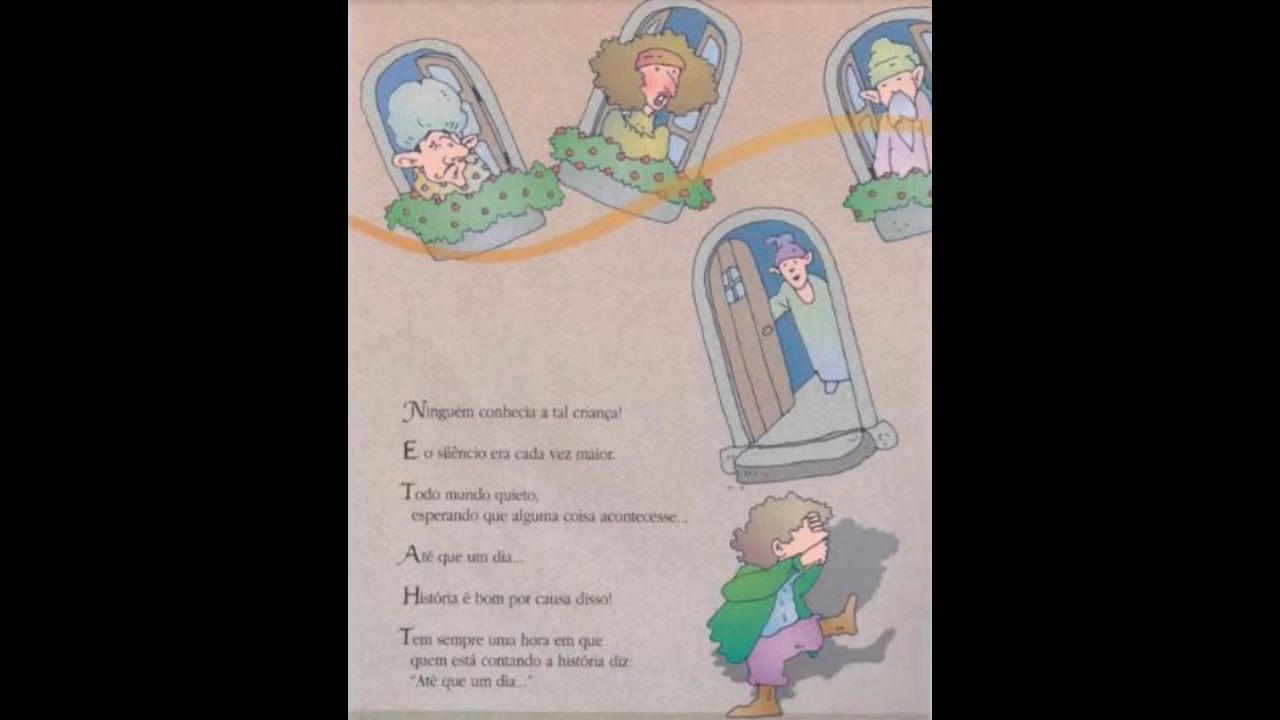 Ninguém conhecia a tal criança!
E o silêncio era cada vez maior.
Todo mundo quieto,
esperando que alguma coisa acontecesse...
Até que um dia...
História é bom por causa disso!
Tem sempre uma hora em que
quem está contando a história diz:
"Até que um dia..."